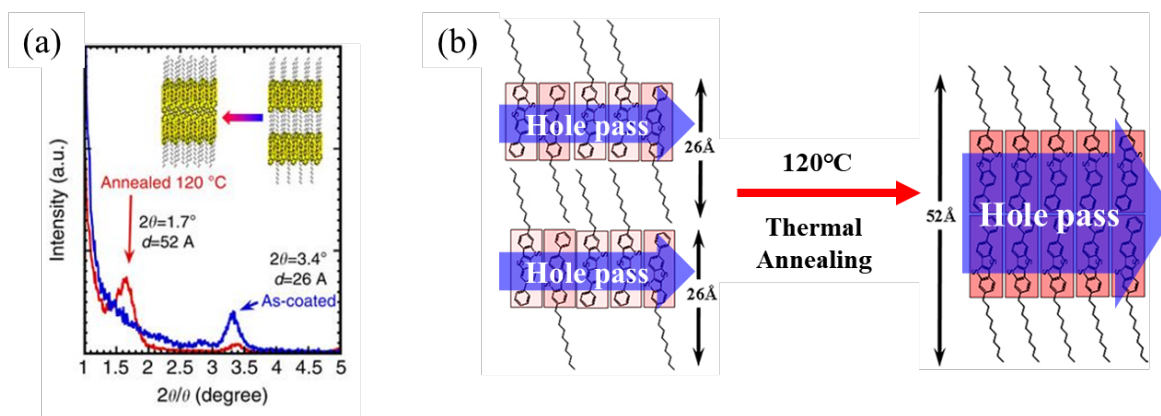 (a)
Intensity (a.u.)
Annealed 120 °C
2θ=1.7°
d=52 A
2θ=3.4°
d=26 A
As-coated
1 1.5 2 2.5 3 3.5 4 4.5 5
2θ/θ (degree)
(b)
Hole pass
26Å
Hole pass
26Å
120℃
Thermal
Annealing
52Å
Hole pass